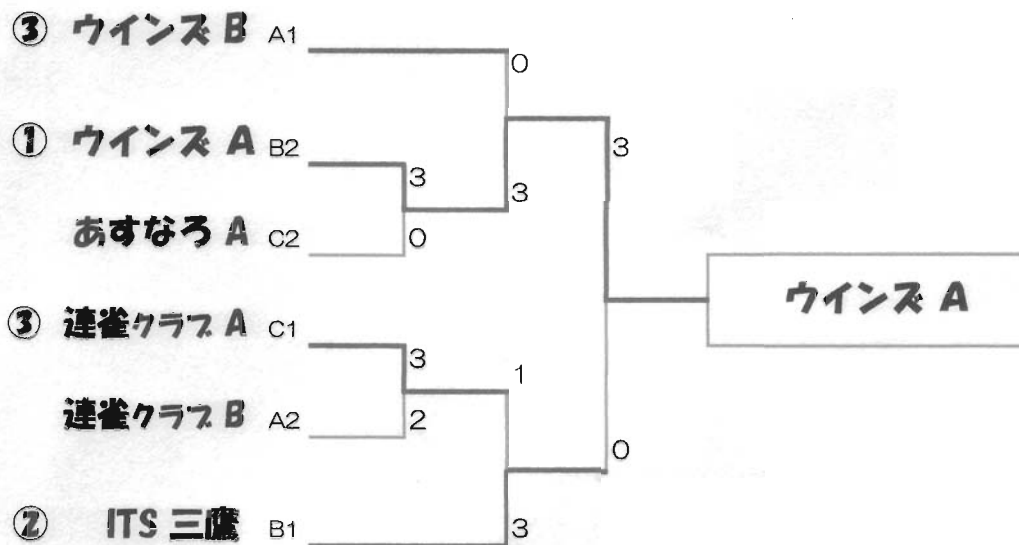 ③ ウインズ B A1
0
① ウインズ A B2
3
3
3
あすなろ A C2
0
ウインズ A
③ 連雀クラブ A C1
3
1
連雀クラブ B A2
2
0
② ITS 三鷹 B1
3